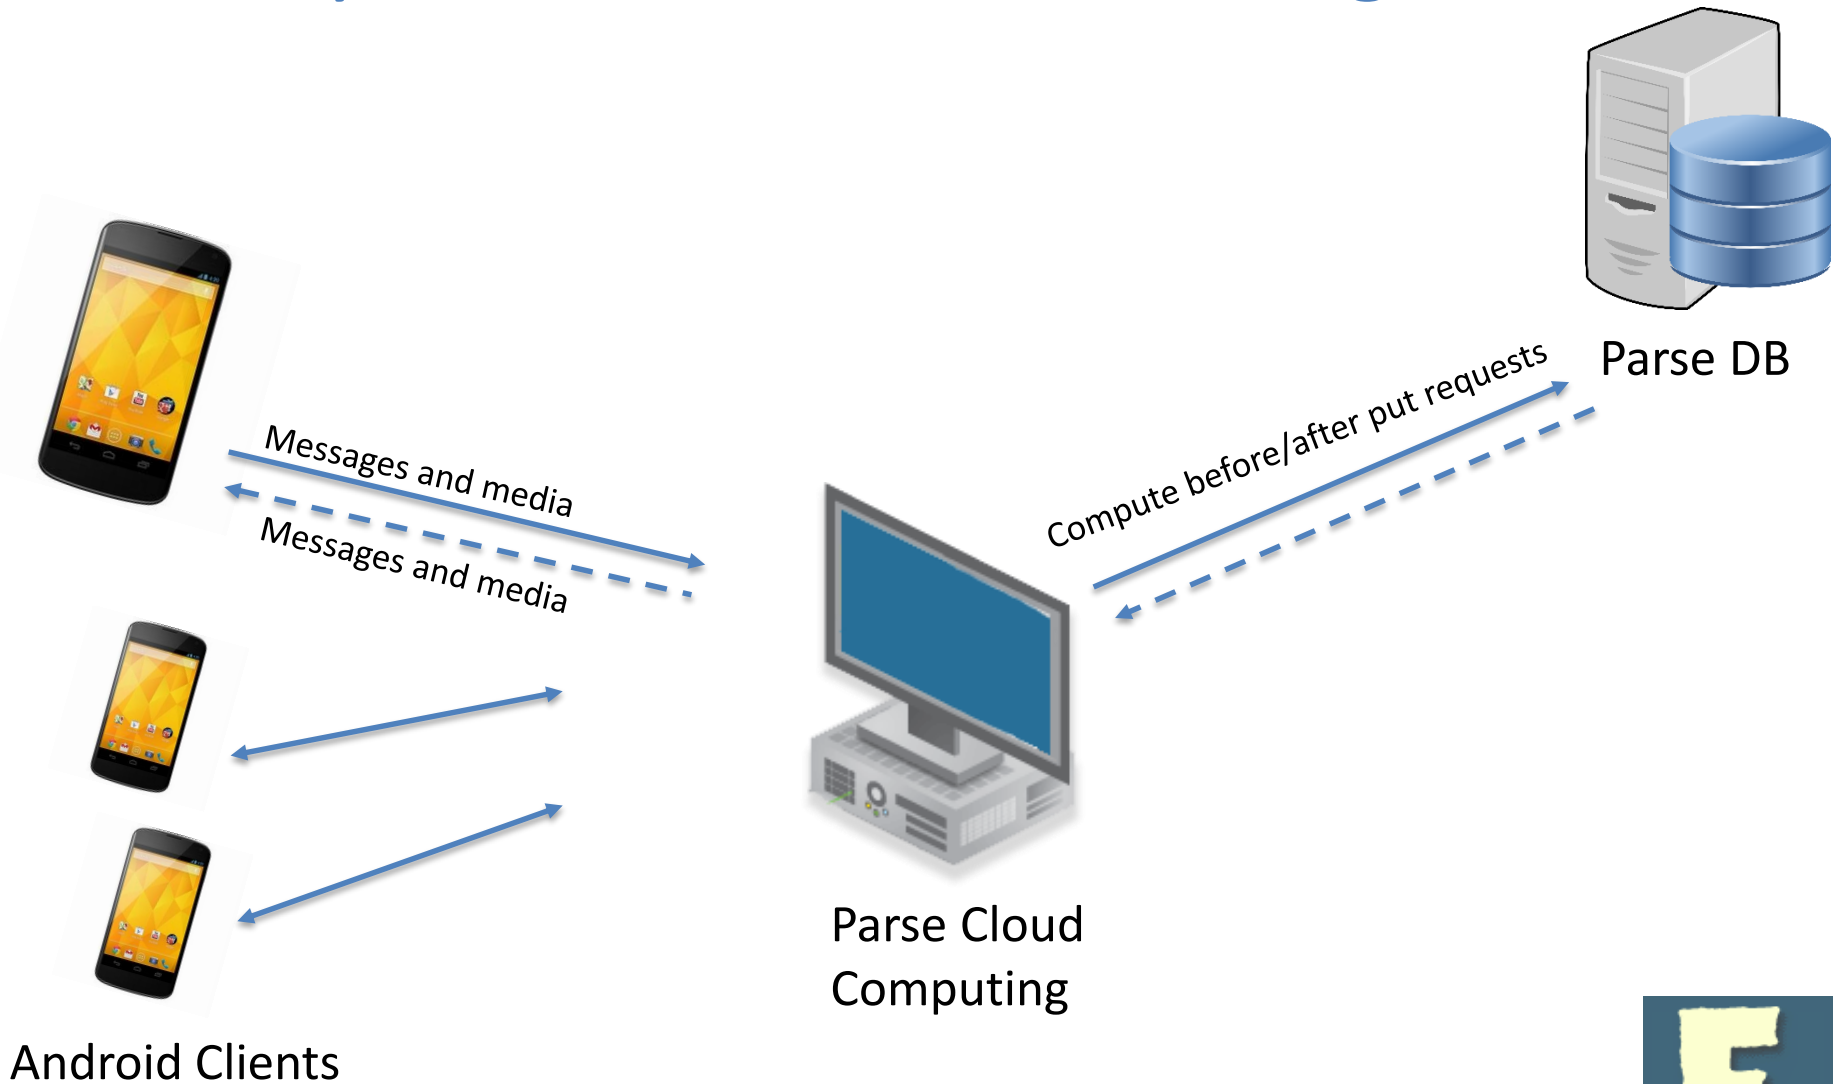 Messages and media
Messages and media
Compute before/after put requests
Parse DB
Parse Cloud
Computing
Android Clients